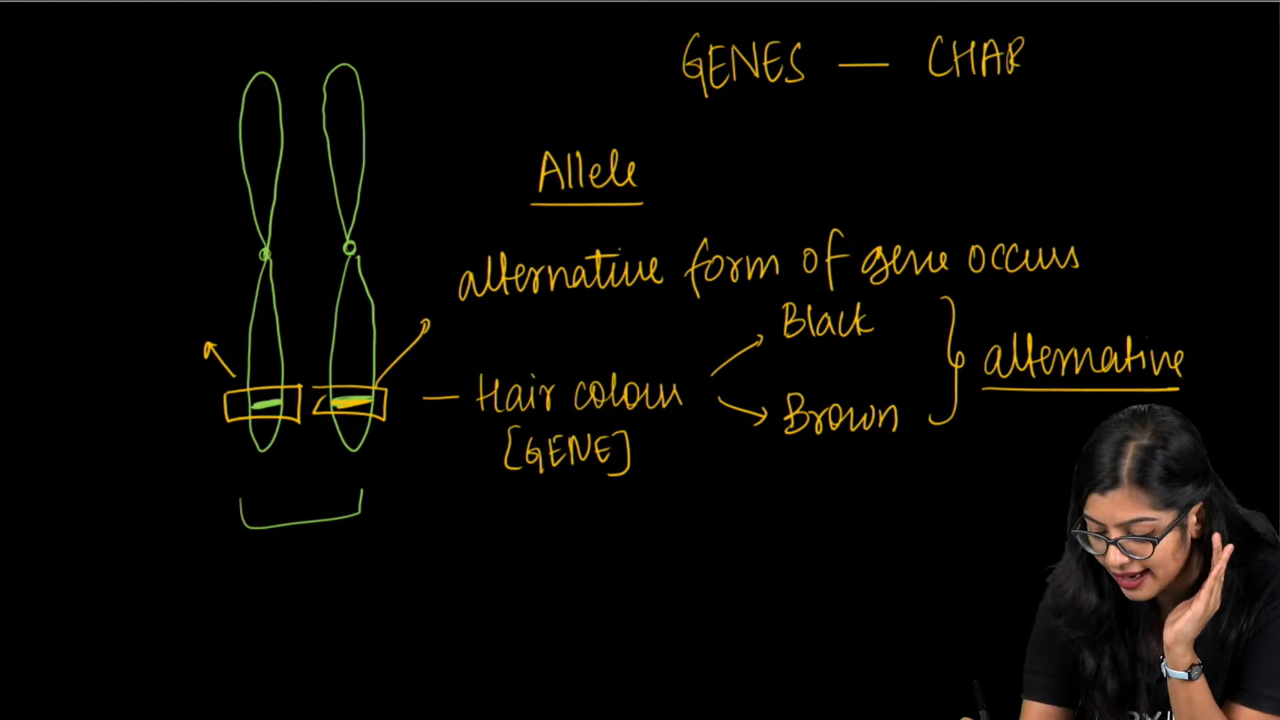 GENES — CHAR
Allele
alternative form of gene occurs
Black
alternative
— Hair colour
Brown
[GENE]